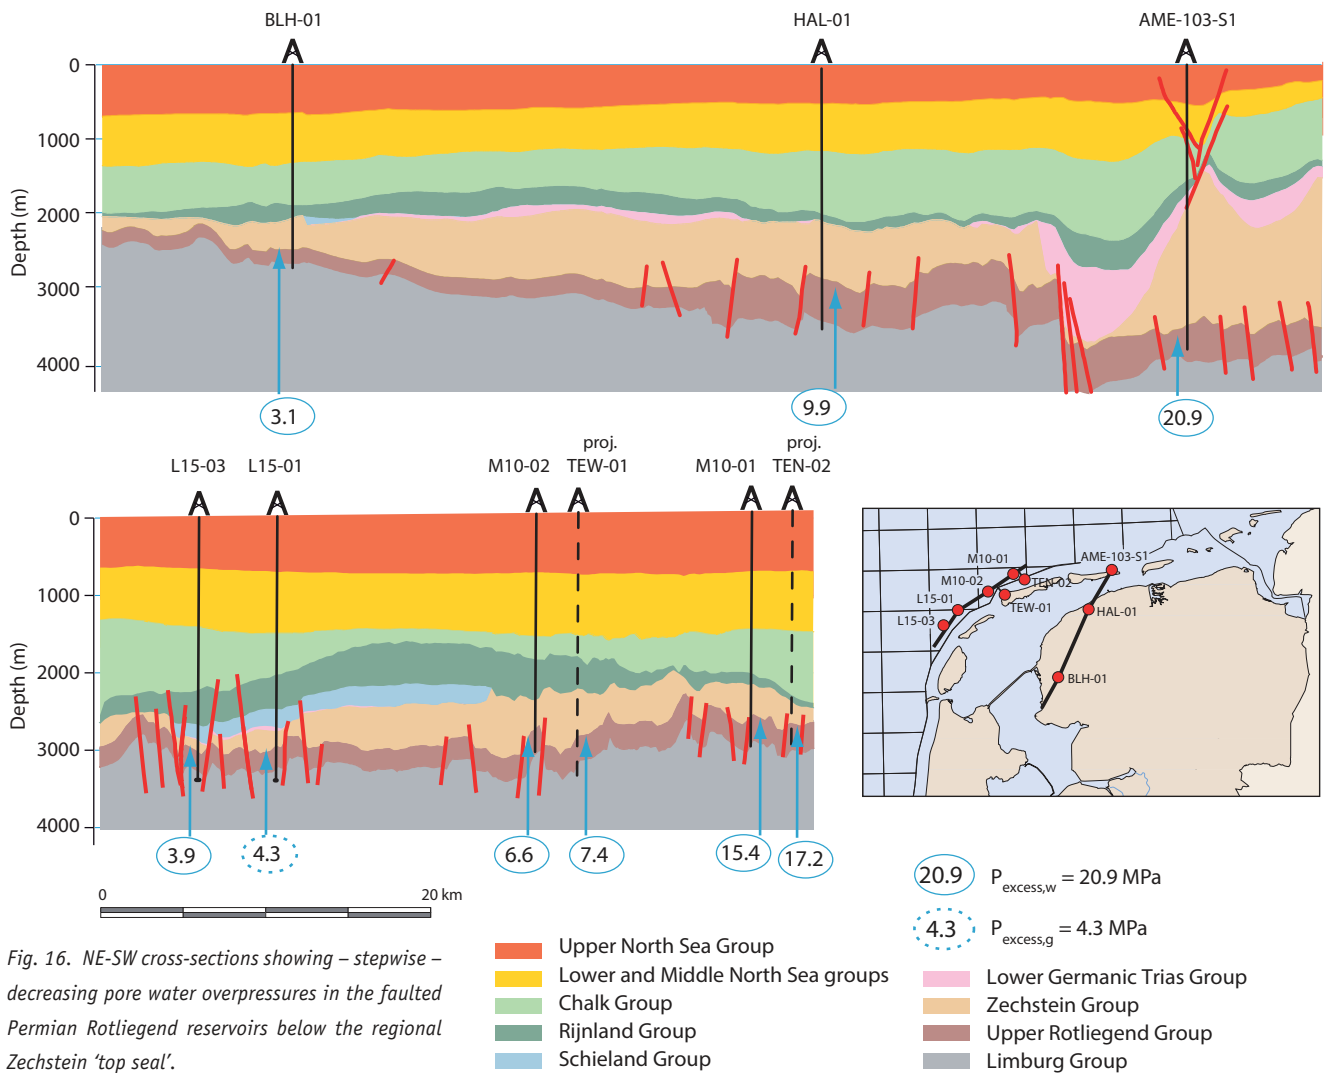 BLH-01 HAL-01 AME-103-S1
0
1000
2000
3000
4000
Depth (m)
3.1 9.9 20.9
proj. proj.
L15-03 L15-01 M10-02 TEW-01 M10-01 TEN-02
0
1000
2000
3000
4000
Depth (m)
3.9 4.3 6.6 7.4 15.4 17.2
0 20 km
M10-01 AME-103-S1
M10-02 TEN-02
L15-01 TEW-01 HAL-01
L15-03
BLH-01
20.9 Pexcess,w = 20.9 MPa
4.3 Pexcess,g = 4.3 MPa
Fig. 16. NE-SW cross-sections showing – stepwise –
decreasing pore water overpressures in the faulted
Permian Rotliegend reservoirs below the regional
Zechstein ‘top seal’.
Upper North Sea Group
Lower and Middle North Sea groups
Chalk Group
Rijnland Group
Schieland Group
Lower Germanic Trias Group
Zechstein Group
Upper Rotliegend Group
Limburg Group